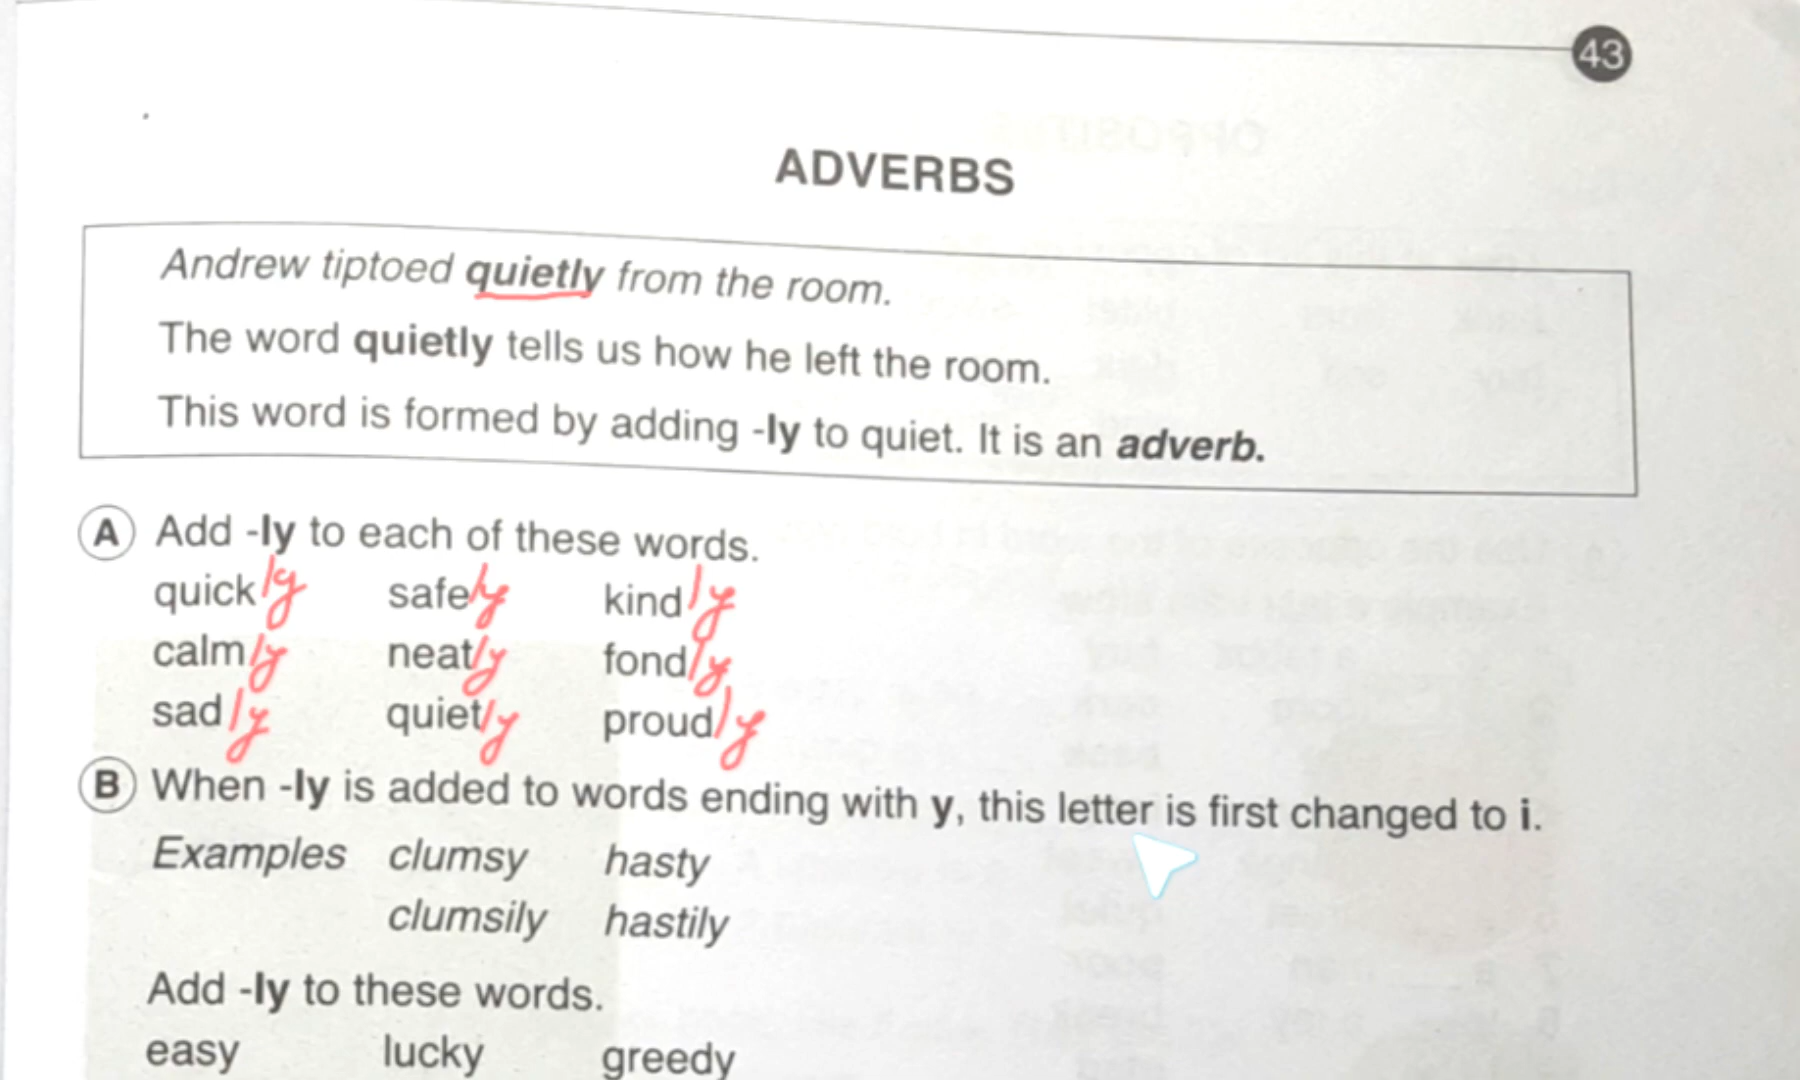 43
ADVERBS
Andrew tiptoed quietly from the room.
The word quietly tells us how he left the room.
This word is formed by adding -ly to quiet. It is an adverb.
A Add -ly to each of these words.
quickly safely kindly
calmly neatly fondly
sadly quietly proudly
B When -ly is added to words ending with y, this letter is first changed to i.
Examples clumsy hasty
clumsily hastily
Add -ly to these words.
easy lucky greedy